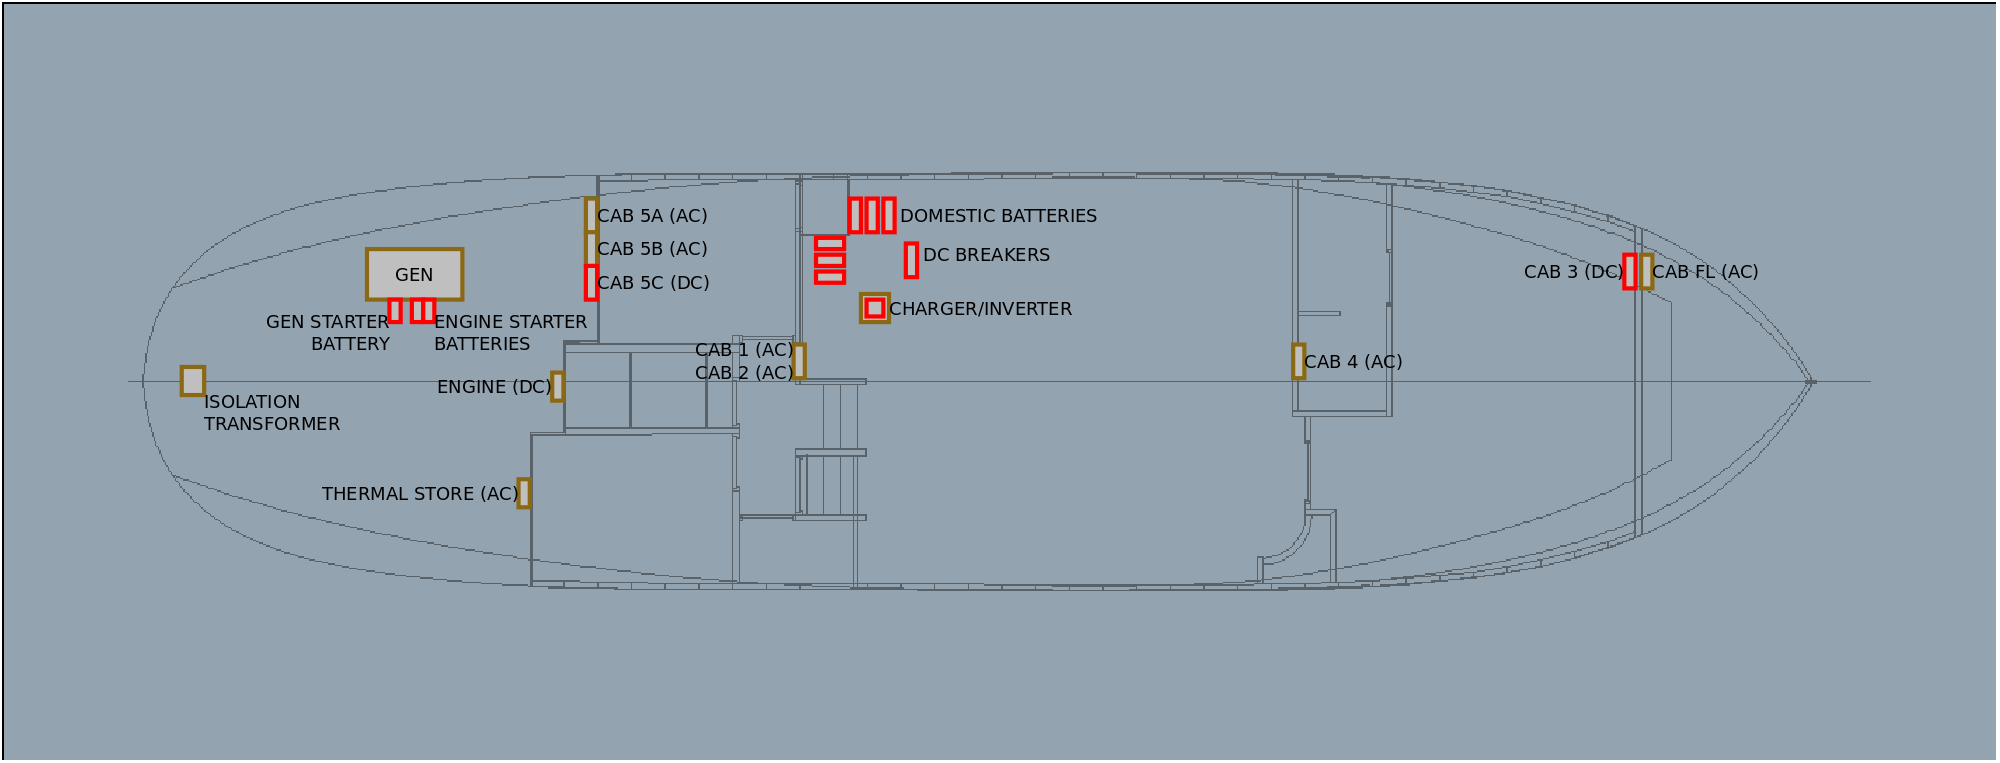 CAB 5A (AC)
DOMESTIC BATTERIES
CAB 5B (AC)
DC BREAKERS
GEN
CAB 5C (DC)
CAB 3 (DC)
CAB FL (AC)
CHARGER/INVERTER
GEN STARTER
BATTERY
ENGINE STARTER
BATTERIES
CAB 1 (AC)
CAB 2 (AC)
CAB 4 (AC)
ENGINE (DC)
ISOLATION
TRANSFORMER
THERMAL STORE (AC)